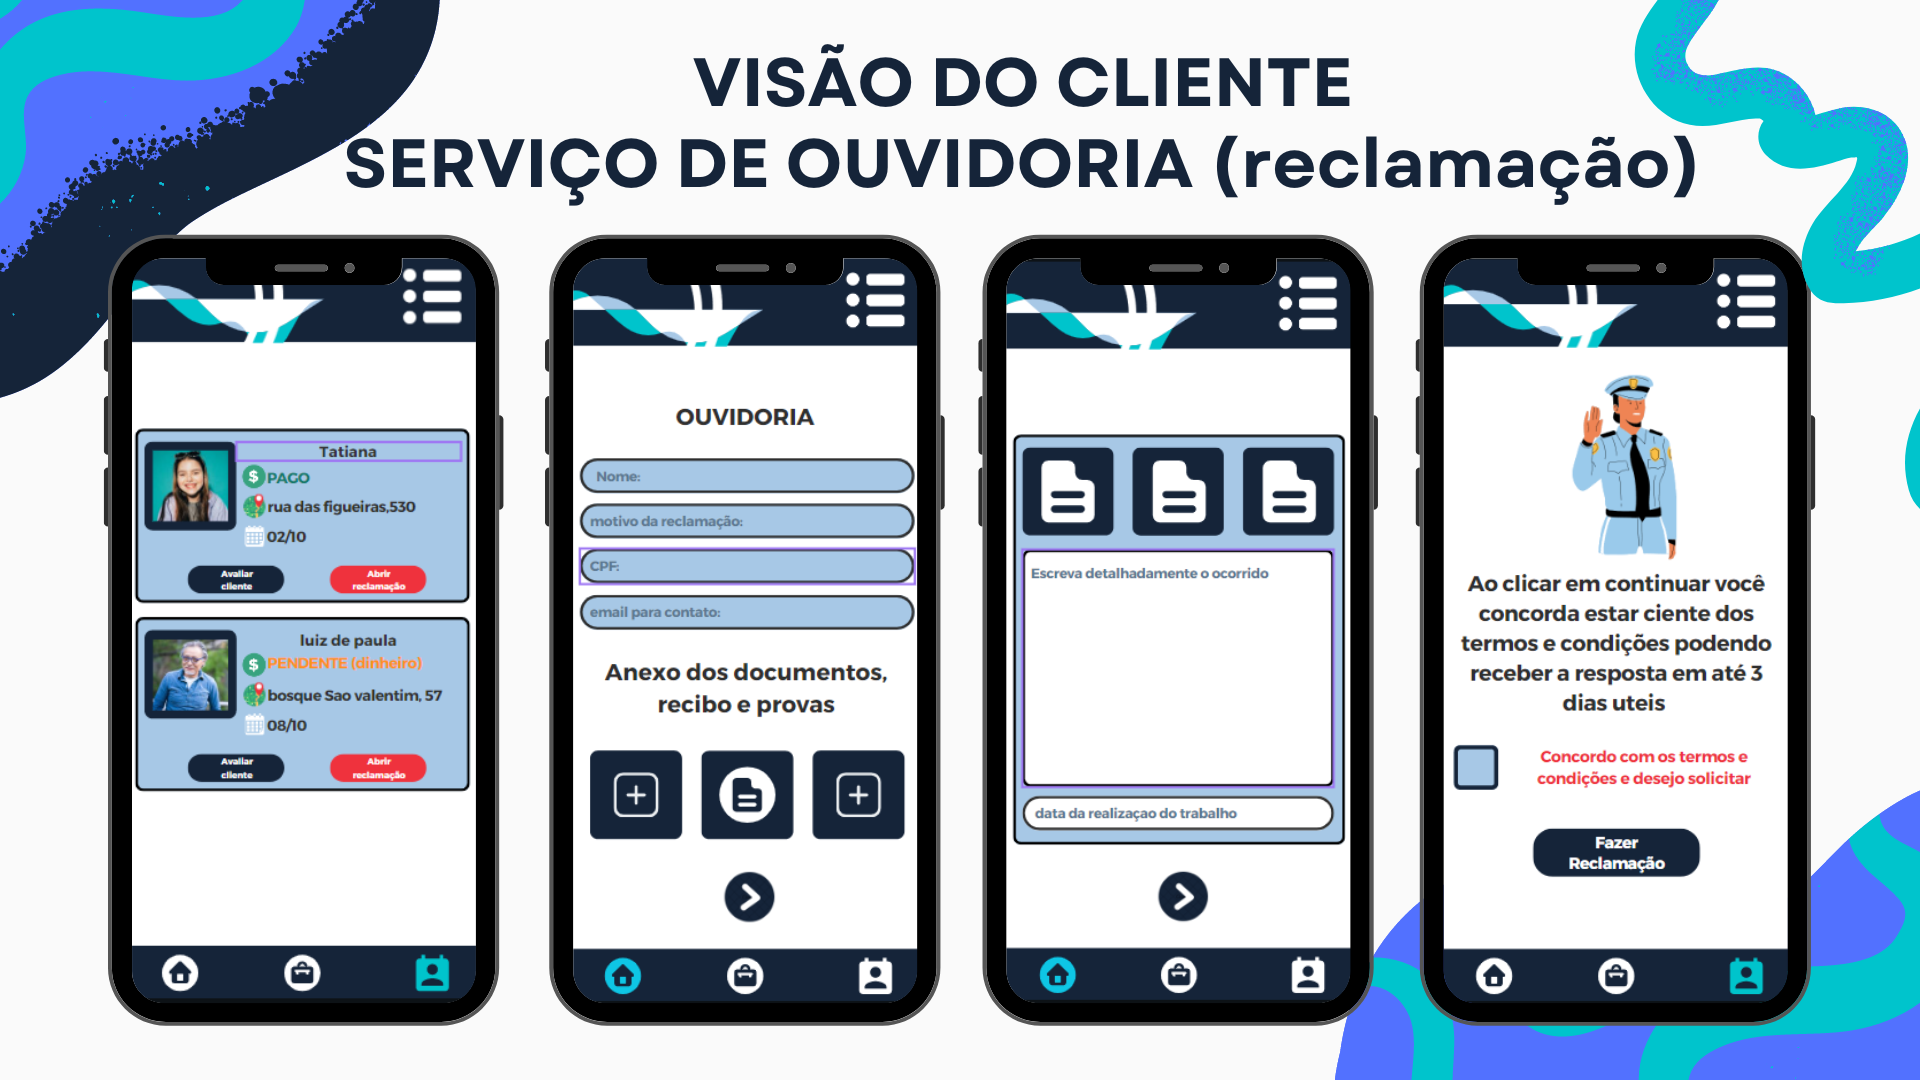 VISÃO DO CLIENTE
SERVIÇO DE OUVIDORIA (reclamação)
Tatiana
$ PAGO
rua das figueiras,530
02/10
Avaliar
cliente
Abrir
reclamação
luiz de paula
$ PENDENTE (dinheiro)
bosque Sao valentim, 57
08/10
Avaliar
cliente
Abrir
reclamação
OUVIDORIA
Nome:
motivo da reclamação:
CPF:
email para contato:
Anexo dos documentos,
recibo e provas
Escreva detalhadamente o ocorrido
data da realizaçao do trabalho
Ao clicar em continuar você
concorda estar ciente dos
termos e condições podendo
receber a resposta em até 3
dias uteis
Concordo com os termos e
condições e desejo solicitar
Fazer
Reclamação